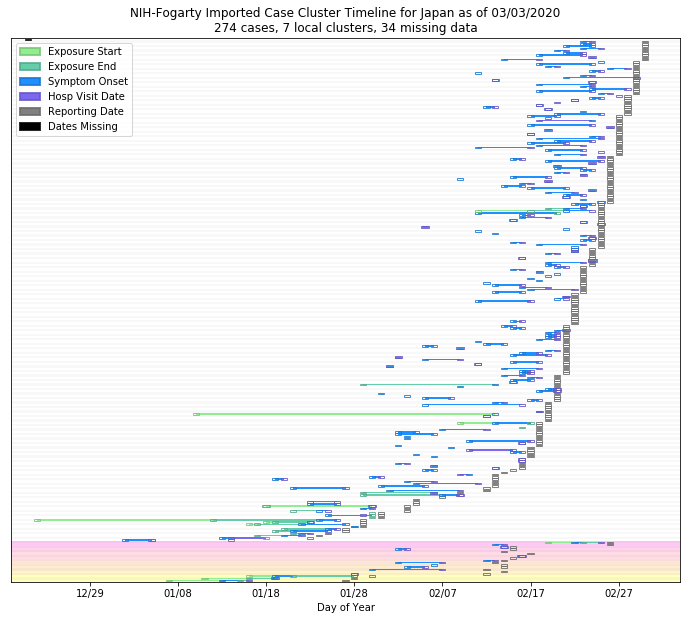 NIH-Fogarty Imported Case Cluster Timeline for Japan as of 03/03/2020
274 cases, 7 local clusters, 34 missing data
Exposure Start
Exposure End
Symptom Onset
Hosp Visit Date
Reporting Date
Dates Missing
12/29 01/08 01/18 01/28 02/07 02/17 02/27
Day of Year